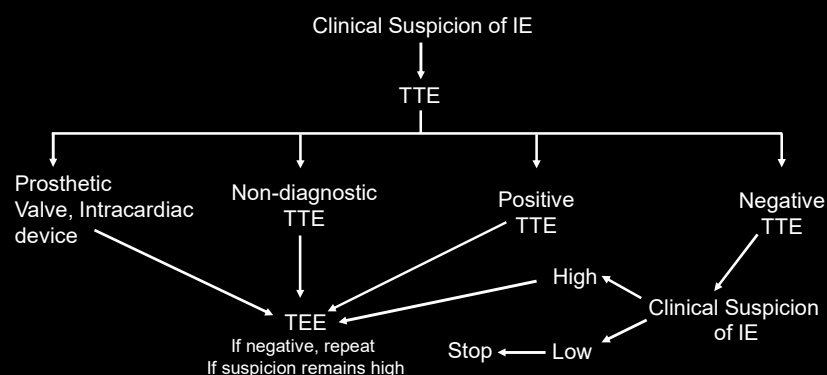 Clinical Suspicion of IE
TTE
Prosthetic
Valve, Intracardiac
device
Non-diagnostic
TTE
Positive
TTE
Negative
TTE
High
Clinical Suspicion
of IE
TEE
If negative, repeat
If suspicion remains high
Stop
Low